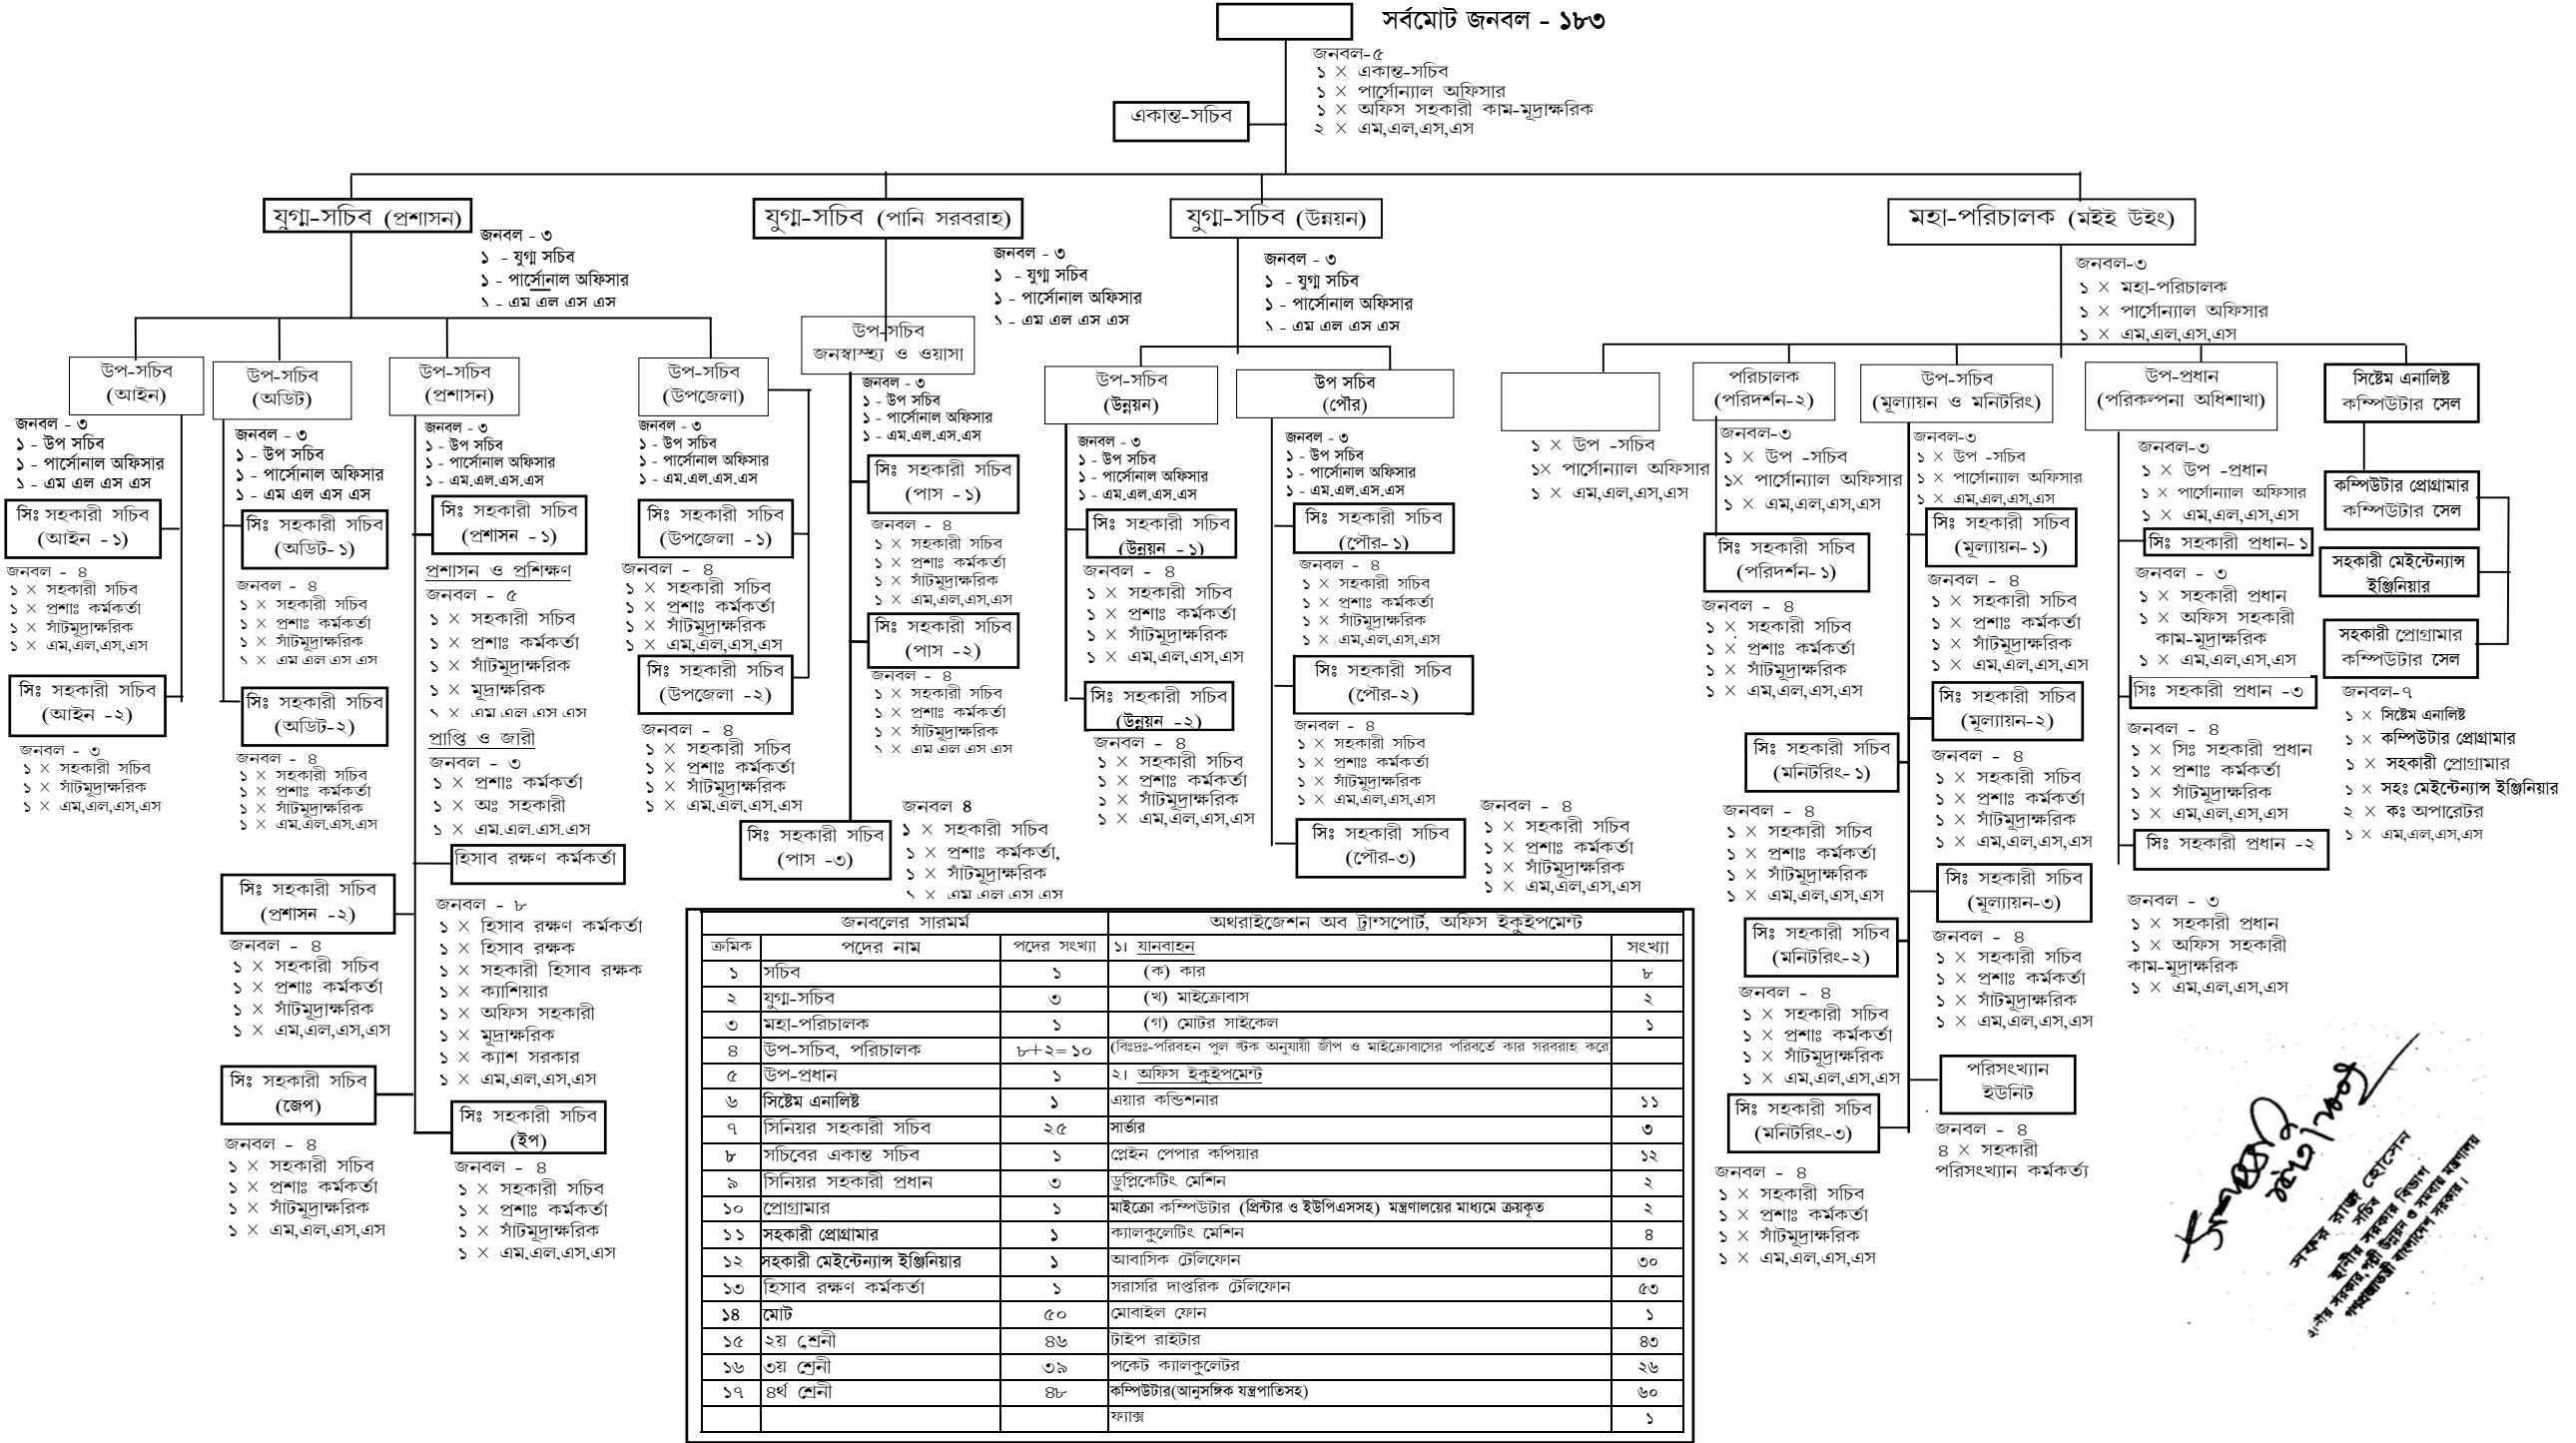 সর্বমোট জনবল - ১৮৩
জনবল-৫
১ × একান্ত-সচিব
১ × পার্সোন্যাল অফিসার
১ × অফিস সহকারী কাম-মূদ্রাক্ষরিক
২ × এম,এল,এস,এস
একান্ত-সচিব
যুগ্ম-সচিব (প্রশাসন)
জনবল - ৩
১ - যুগ্ম সচিব
১ - পার্সোনাল অফিসার
১ - এম এল এস এস
যুগ্ম-সচিব (পানি সরবরাহ)
জনবল - ৩
১ - যুগ্ম সচিব
১ - পার্সোনাল অফিসার
১ - এম এল এস এস
যুগ্ম-সচিব (উন্নয়ন)
জনবল - ৩
১ - যুগ্ম সচিব
১ - পার্সোনাল অফিসার
১ - এম এল এস এস
মহা-পরিচালক (মইই উইং)
জনবল-৩
১ × মহা-পরিচালক
১ × পার্সোন্যাল অফিসার
১ × এম,এল,এস,এস
উপ-সচিব
(আইন)
জনবল - ৩
১ - উপ সচিব
১ - পার্সোনাল অফিসার
১ - এম এল এস এস
সিঃ সহকারী সচিব
(আইন - ১)
জনবল - ৪
১ × সহকারী সচিব
১ × প্রশাঃ কর্মকর্তা
১ × সাঁটমূদ্রাক্ষরিক
১ × এম,এল,এস,এস
সিঃ সহকারী সচিব
(আইন -২)
জনবল - ৩
১ × সহকারী সচিব
১ × সাঁটমূদ্রাক্ষরিক
১ × এম,এল,এস,এস
উপ-সচিব
(অডিট)
জনবল - ৩
১ - উপ সচিব
১ - পার্সোনাল অফিসার
১ - এম এল এস এস
সিঃ সহকারী সচিব
(অডিট- ১)
জনবল - ৪
১ × সহকারী সচিব
১ × প্রশাঃ কর্মকর্তা
১ × সাঁটমূদ্রাক্ষরিক
১ × এম এল এস এস
সিঃ সহকারী সচিব
(অডিট-২)
জনবল - ৪
১ × সহকারী সচিব
১ × প্রশাঃ কর্মকর্তা
১ × সাঁটমূদ্রাক্ষরিক
১ × এম.এল.এস.এস
উপ-সচিব
(প্রশাসন)
জনবল - ৩
১ - উপ সচিব
১ - পার্সোনাল অফিসার
১ - এম.এল.এস.এস
সিঃ সহকারী সচিব
(প্রশাসন - ১)
প্রশাসন ও প্রশিক্ষণ
জনবল - ৫
১ × সহকারী সচিব
১ × প্রশাঃ কর্মকর্তা
১ × সাঁটমূদ্রাক্ষরিক
১ × মূদ্রাক্ষরিক
১ × এম এল এস এস
প্রাপ্তি ও জারী
জনবল - ৩
১ × প্রশাঃ কর্মকর্তা
১ × অঃ সহকারী
১ × এম.এল.এস.এস
হিসাব রক্ষণ কর্মকর্তা
জনবল - ৮
১ × হিসাব রক্ষণ কর্মকর্তা
১ × হিসাব রক্ষক
১ × সহকারী হিসাব রক্ষক
১ × ক্যাশিয়ার
১ × অফিস সহকারী
১ × মূদ্রাক্ষরিক
১ × ক্যাশ সরকার
১ × এম,এল,এস,এস
সিঃ সহকারী সচিব
(প্রশাসন -২)
জনবল - ৪
১ × সহকারী সচিব
১ × প্রশাঃ কর্মকর্তা
১ × সাঁটমূদ্রাক্ষরিক
১ × এম,এল,এস,এস
সিঃ সহকারী সচিব
(জেপ)
জনবল - ৪
১ × সহকারী সচিব
১ × প্রশাঃ কর্মকর্তা
১ × সাঁটমূদ্রাক্ষরিক
১ × এম,এল,এস,এস
সিঃ সহকারী সচিব
(ইপ)
জনবল - ৪
১ × সহকারী সচিব
১ × প্রশাঃ কর্মকর্তা
১ × সাঁটমূদ্রাক্ষরিক
১ × এম.এল.এস,এস
উপ-সচিব
(উপজেলা)
জনবল - ৩
১ - উপ সচিব
১ - পার্সোনাল অফিসার
১ - এম.এল.এস.এস
সিঃ সহকারী সচিব
(উপজেলা - ১)
জনবল - ৪
১ × সহকারী সচিব
১ × প্রশাঃ কর্মকর্তা
১ × সাঁটমূদ্রাক্ষরিক
১ × এম,এল,এস,এস
সিঃ সহকারী সচিব
(উপজেলা -২)
জনবল - ৪
১ × সহকারী সচিব
১ × প্রশাঃ কর্মকর্তা
১ × সাঁটমূদ্রাক্ষরিক
১ × এম,এল,এস,এস
উপ-সচিব
জনস্বাস্থ্য ও ওয়াসা
জনবল - ৩
১ - উপ সচিব
১ - পার্সোনাল অফিসার
১ - এম.এল.এস.এস
সিঃ সহকারী সচিব
(পাস - ১)
জনবল - ৪
১ × সহকারী সচিব
১ × প্রশাঃ কর্মকর্তা
১ × সাঁটমূদ্রাক্ষরিক
১ × এম,এল,এস,এস
সিঃ সহকারী সচিব
(পাস -২)
জনবল - ৪
১ × সহকারী সচিব
১ × প্রশাঃ কর্মকর্তা
১ × সাঁটমূদ্রাক্ষরিক
১ × এম এল এস এস
সিঃ সহকারী সচিব
(পাস -৩)
জনবল ৪
১ × সহকারী সচিব
১ × প্রশাঃ কর্মকর্তা,
১ × সাঁটমূদ্রাক্ষরিক
১ × এম এল এস এস
উপ-সচিব
(উন্নয়ন)
জনবল - ৩
১ - উপ সচিব
১ - পার্সোনাল অফিসার
১ - এম.এল.এস.এস
সিঃ সহকারী সচিব
(উন্নয়ন - ১)
জনবল - ৪
১ × সহকারী সচিব
১ × প্রশাঃ কর্মকর্তা
১ × সাঁটমূদ্রাক্ষরিক
১ × এম,এল,এস,এস
সিঃ সহকারী সচিব
(উন্নয়ন -২)
জনবল - ৪
১ × সহকারী সচিব
১ × প্রশাঃ কর্মকর্তা
১ × সাঁটমূদ্রাক্ষরিক
১ × এম,এল,এস,এস
উপ সচিব
(পৌর)
জনবল - ৩
১ - উপ সচিব
১ - পার্সোনাল অফিসার
১ - এম.এল.এস.এস
সিঃ সহকারী সচিব
(পৌর- ১)
জনবল - ৪
১ × সহকারী সচিব
১ × প্রশাঃ কর্মকর্তা
১ × সাঁটমূদ্রাক্ষরিক
১ × এম,এল,এস,এস
সিঃ সহকারী সচিব
(পৌর-২)
জনবল - ৪
১ × সহকারী সচিব
১ × প্রশাঃ কর্মকর্তা
১ × সাঁটমূদ্রাক্ষরিক
১ × এম,এল,এস,এস
সিঃ সহকারী সচিব
(পৌর-৩)
জনবল - ৪
১ × সহকারী সচিব
১ × প্রশাঃ কর্মকর্তা
১ × সাঁটমূদ্রাক্ষরিক
১ × এম,এল,এস,এস
১ × উপ -সচিব
১× পার্সোন্যাল অফিসার
১ × এম,এল,এস,এস
পরিচালক
(পরিদর্শন-২)
জনবল-৩
১ × উপ -সচিব
১× পার্সোন্যাল অফিসার
১ × এম,এল,এস,এস
সিঃ সহকারী সচিব
(পরিদর্শন- ১)
জনবল - ৪
১ × সহকারী সচিব
১ × প্রশাঃ কর্মকর্তা
১ × সাঁটমূদ্রাক্ষরিক
১ × এম,এল,এস,এস
উপ-সচিব
(মূল্যায়ন ও মনিটরিং)
জনবল-৩
১ × উপ -সচিব
১ × পার্সোন্যাল অফিসার
১ × এম,এল,এস,এস
সিঃ সহকারী সচিব
(মূল্যায়ন- ১)
জনবল - ৪
১ × সহকারী সচিব
১ × প্রশাঃ কর্মকর্তা
১ × সাঁটমূদ্রাক্ষরিক
১ × এম,এল,এস,এস
সিঃ সহকারী সচিব
(মূল্যায়ন-২)
জনবল - ৪
১ × সহকারী সচিব
১ × প্রশাঃ কর্মকর্তা
১ × সাঁটমূদ্রাক্ষরিক
১ × এম,এল,এস,এস
সিঃ সহকারী সচিব
(মূল্যায়ন-৩)
জনবল - ৪
১ × সহকারী সচিব
১ × প্রশাঃ কর্মকর্তা
১ × সাঁটমূদ্রাক্ষরিক
১ × এম,এল,এস,এস
পরিসংখ্যান
ইউনিট
জনবল - ৪
৪ × সহকারী
পরিসংখ্যান কর্মকর্তা
সিঃ সহকারী সচিব
(মনিটরিং- ১)
জনবল - ৪
১ × সহকারী সচিব
১ × প্রশাঃ কর্মকর্তা
১ × সাঁটমূদ্রাক্ষরিক
১ × এম,এল,এস,এস
সিঃ সহকারী সচিব
(মনিটরিং-২)
জনবল - ৪
১ × সহকারী সচিব
১ × প্রশাঃ কর্মকর্তা
১ × সাঁটমূদ্রাক্ষরিক
১ × এম,এল,এস,এস
সিঃ সহকারী সচিব
(মনিটরিং-৩)
জনবল - ৪
১ × সহকারী সচিব
১ × প্রশাঃ কর্মকর্তা
১ × সাঁটমূদ্রাক্ষরিক
১ × এম,এল,এস,এস
উপ-প্রধান
(পরিকল্পনা অধিশাখা)
জনবল-৩
১ × উপ -প্রধান
১ × পার্সোন্যাল অফিসার
১ × এম,এল,এস,এস
সিঃ সহকারী প্রধান- ১
জনবল - ৩
১ × সহকারী প্রধান
১ × অফিস সহকারী
কাম-মূদ্রাক্ষরিক
১ × এম,এল,এস,এস
সিঃ সহকারী প্রধান -৩
জনবল - ৪
১ × সিঃ সহকারী প্রধান
১ × প্রশাঃ কর্মকর্তা
১ × সাঁটমূদ্রাক্ষরিক
১ × এম,এল,এস,এস
সিঃ সহকারী প্রধান -২
জনবল - ৩
১ × সহকারী প্রধান
১ × অফিস সহকারী
কাম-মূদ্রাক্ষরিক
১ × এম,এল,এস,এস
সিষ্টেম এনালিষ্ট
কম্পিউটার সেল
কম্পিউটার প্রোগ্রামার
কম্পিউটার সেল
সহকারী মেইন্টেন্যান্স
ইঞ্জিনিয়ার
সহকারী প্রোগ্রামার
কম্পিউটার সেল
জনবল-৭
১ × সিষ্টেম এনালিষ্ট
১ × কম্পিউটার প্রোগ্রামার
১ × সহকারী প্রোগ্রামার
১ × সহঃ মেইন্টেন্যান্স ইঞ্জিনিয়ার
২ × কঃ অপারেটর
১ × এম,এল,এস,এস
জনবলের সারমর্ম অথরাইজেশন অব ট্রান্সপোর্ট, অফিস ইকুইপমেন্ট
ক্রমিক পদের নাম পদের সংখ্যা ১। যানবাহন সংখ্যা
১ সচিব ১ (ক) কার ৮
২ যুগ্ম-সচিব ৩ (খ) মাইক্রোবাস ২
৩ মহা-পরিচালক ১ (গ) মোটর সাইকেল ১
৪ উপ-সচিব, পরিচালক ৮+২=১০ (বিঃদ্রঃ-পরিবহন পুল ষ্টক অনুযায়ী জীপ ও মাইক্রোবাসের পরিবর্তে কার সরবরাহ করে
৫ উপ-প্রধান ১ ২। অফিস ইকুইপমেন্ট
৬ সিষ্টেম এনালিষ্ট ১ এয়ার কন্ডিশনার ১১
৭ সিনিয়র সহকারী সচিব ২৫ সার্ভার ৩
৮ সচিবের একান্ত সচিব ১ প্লেইন পেপার কপিয়ার ১২
৯ সিনিয়র সহকারী প্রধান ৩ ডুপ্লিকেটিং মেশিন ২
১০ প্রোগ্রামার ১ মাইক্রো কম্পিউটার (প্রিন্টার ও ইউপিএসসহ) মন্ত্রণালয়ের মাধ্যমে ক্রয়কৃত ২
১১ সহকারী প্রোগ্রামার ১ ক্যালকুলেটিং মেশিন ৪
১২ সহকারী মেইন্টেন্যান্স ইঞ্জিনিয়ার ১ আবাসিক টেলিফোন ৩০
১৩ হিসাব রক্ষণ কর্মকর্তা ১ সরাসরি দাপ্তরিক টেলিফোন ৫৩
১৪ মোট ৫০ মোবাইল ফোন ১
১৫ ২য় শ্রেনী ৪৬ টাইপ রাইটার ৪৩
১৬ ৩য় শ্রেনী ৩৯ পকেট ক্যালকুলেটর ২৬
১৭ ৪র্থ শ্রেনী ৪৮ কম্পিউটার(আনুসঙ্গিক যন্ত্রপাতিসহ) ৬০
ফ্যাক্স ১
সফর রাজ হোসেন
সচিব
স্থানীয় সরকার বিভাগ
স্থানীয় সরকার,পল্লী উন্নয়ন ও সমবায় মন্ত্রণালয়
গণপ্রজাতন্ত্রী বাংলাদেশ সরকার।